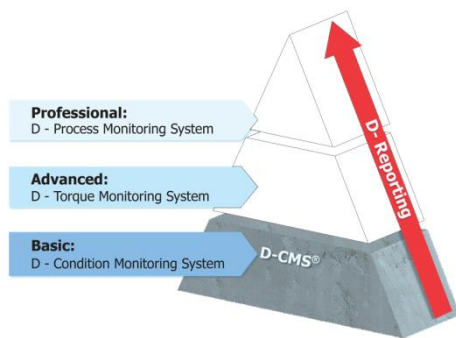 Professional:
D - Process Monitoring System
Advanced:
D - Torque Monitoring System
Basic:
D - Condition Monitoring System
D-CMS®
D- Reporting